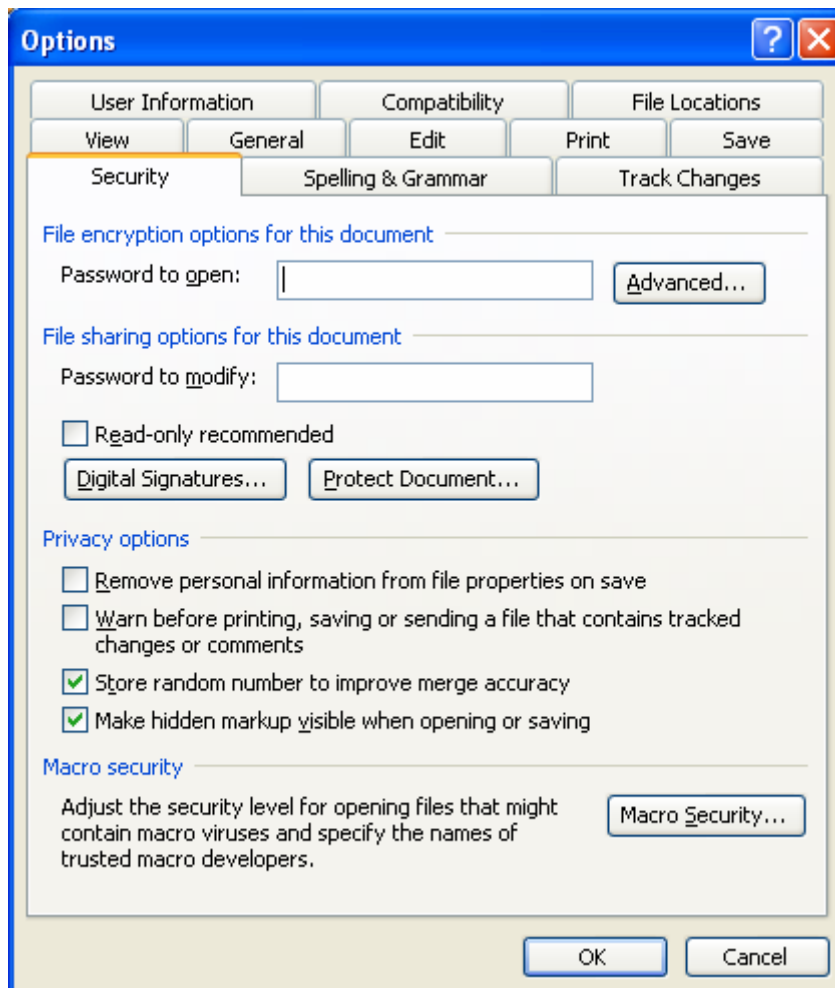 Options
User Information Compatibility File Locations
View General Edit Print Save
Security Spelling & Grammar Track Changes
File encryption options for this document
Password to open: Advanced...
File sharing options for this document
Password to modify:
Read-only recommended
Digital Signatures... Protect Document...
Privacy options
Remove personal information from file properties on save
Warn before printing, saving or sending a file that contains tracked
changes or comments
Store random number to improve merge accuracy
Make hidden markup visible when opening or saving
Macro security
Adjust the security level for opening files that might
contain macro viruses and specify the names of
trusted macro developers.
Macro Security...
OK Cancel